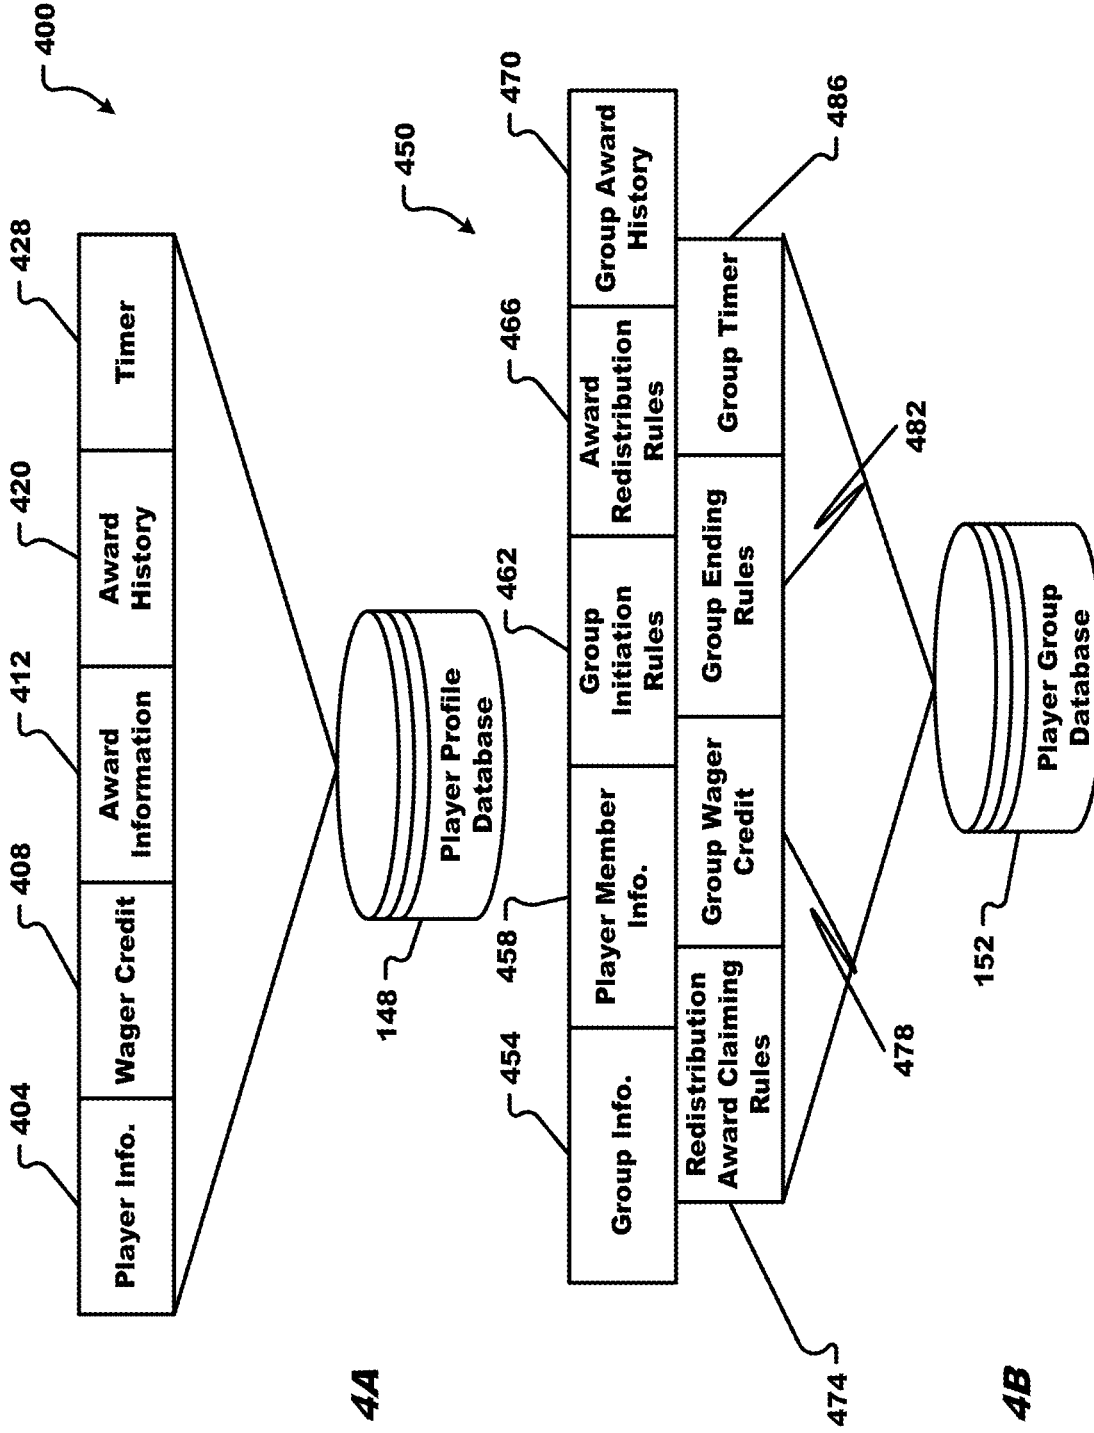 400
404
408
412
420
428
Player Info.
Wager Credit
Award
Information
Award
History
Timer
148
Player Profile
Database
4A
450
454
458
462
466
470
Group Info.
Player Member
Info.
Group
Initiation
Rules
Award
Redistribution
Rules
Group Award
History
Redistribution
Award Claiming
Rules
Group Wager
Credit
Group Ending
Rules
Group Timer
474
478
482
486
152
Player Group
Database
4B